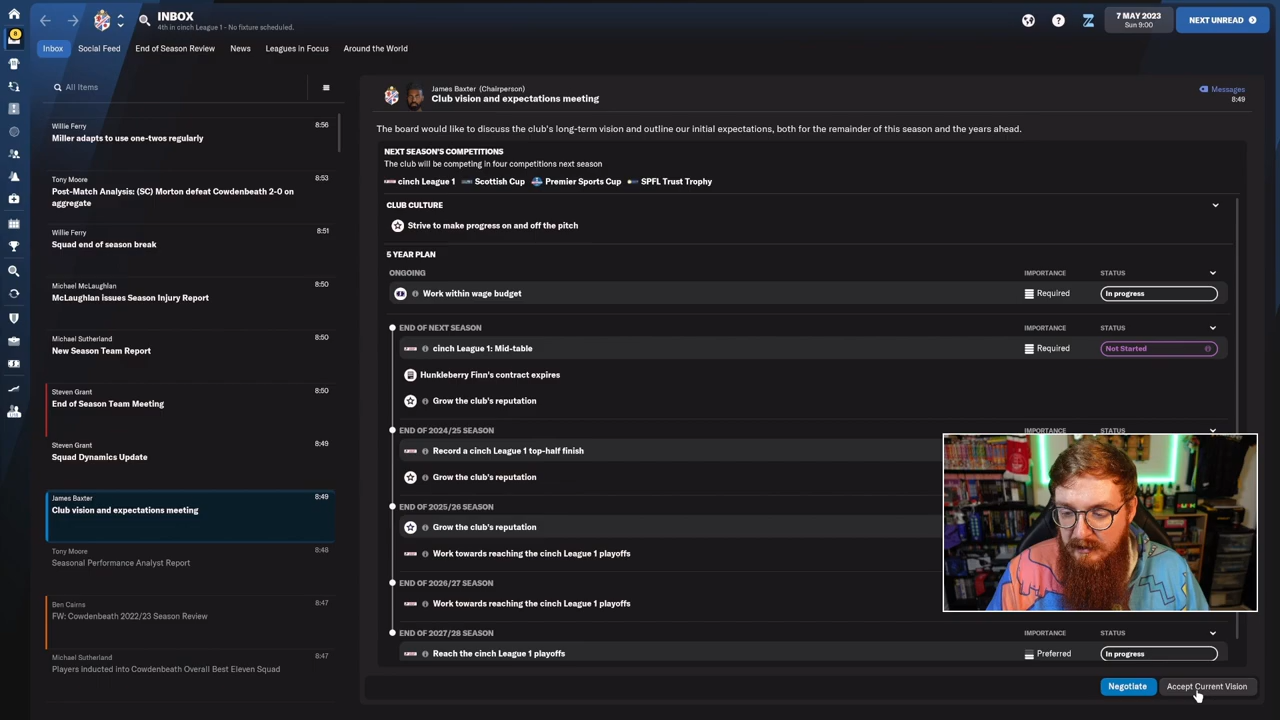 INBOX
4th in cinch League 1 - No fixture scheduled.
7 MAY 2023
Sun 9:00
NEXT UNREAD
8
Inbox
Social Feed
End of Season Review
News
Leagues in Focus
Around the World
All Items
Willie Ferry
8:56
Miller adapts to use one-twos regularly
Tony Moore
8:53
Post-Match Analysis: (SC) Morton defeat Cowdenbeath 2-0 on
aggregate
Willie Ferry
8:51
Squad end of season break
Michael McLaughlan
8:50
McLaughlan issues Season Injury Report
Michael Sutherland
8:50
New Season Team Report
Steven Grant
8:50
End of Season Team Meeting
Steven Grant
8:49
Squad Dynamics Update
James Baxter
8:49
Club vision and expectations meeting
Tony Moore
8:48
Seasonal Performance Analyst Report
Ben Cairns
8:47
FW: Cowdenbeath 2022/23 Season Review
Michael Sutherland
8:47
Players inducted into Cowdenbeath Overall Best Eleven Squad
James Baxter (Chairperson)
Club vision and expectations meeting
Messages
8:49
The board would like to discuss the club's long-term vision and outline our initial expectations, both for the remainder of this season and the years ahead.
NEXT SEASON'S COMPETITIONS
The club will be competing in four competitions next season
cinch League 1
Scottish Cup
Premier Sports Cup
SPFL Trust Trophy
CLUB CULTURE
Strive to make progress on and off the pitch
5 YEAR PLAN
ONGOING
IMPORTANCE
STATUS
Work within wage budget
Required
In progress
END OF NEXT SEASON
IMPORTANCE
STATUS
cinch League 1: Mid-table
Required
Not Started
Hunkleberry Finn's contract expires
Grow the club's reputation
END OF 2024/25 SEASON
IMPORTANCE
STATUS
Record a cinch League 1 top-half finish
Grow the club's reputation
END OF 2025/26 SEASON
Grow the club's reputation
Work towards reaching the cinch League 1 playoffs
END OF 2026/27 SEASON
Work towards reaching the cinch League 1 playoffs
END OF 2027/28 SEASON
IMPORTANCE
STATUS
Reach the cinch League 1 playoffs
Preferred
In progress
Negotiate
Accept Current Vision